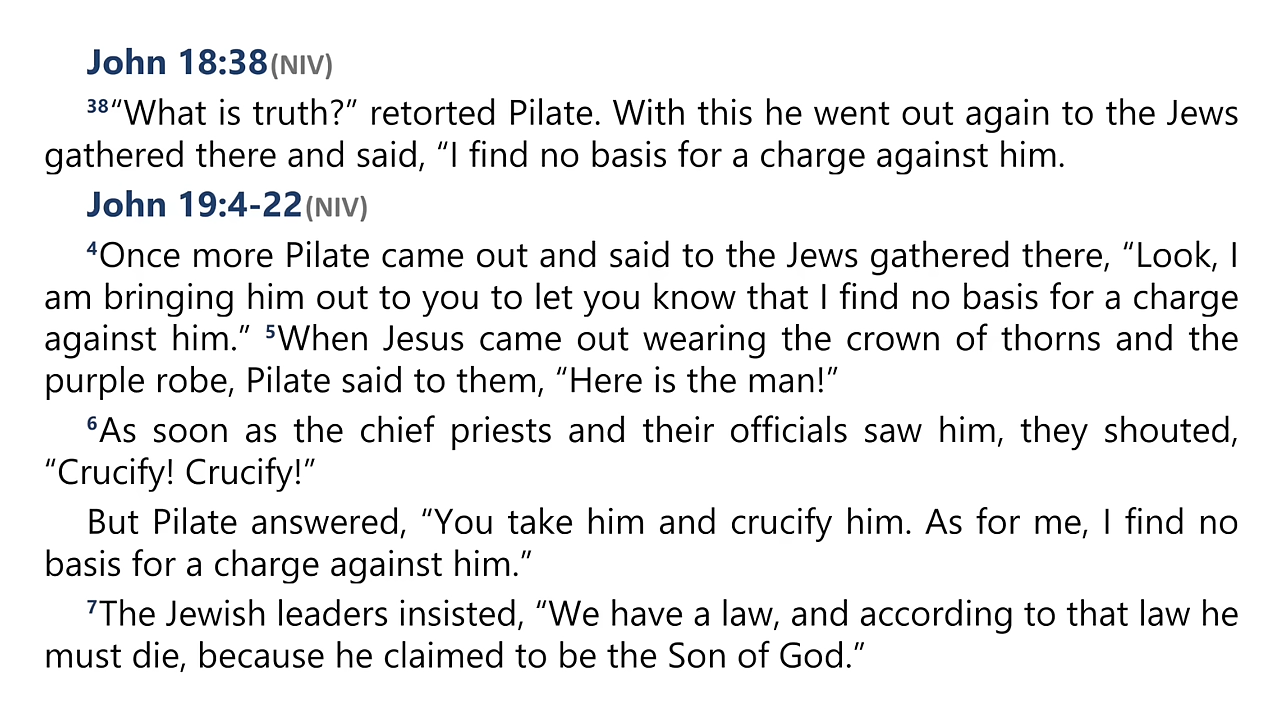 John 18:38(NIV)
38“What is truth?” retorted Pilate. With this he went out again to the Jews
gathered there and said, “I find no basis for a charge against him.
John 19:4-22(NIV)
4Once more Pilate came out and said to the Jews gathered there, “Look, I
am bringing him out to you to let you know that I find no basis for a charge
against him.” 5When Jesus came out wearing the crown of thorns and the
purple robe, Pilate said to them, “Here is the man!”
6As soon as the chief priests and their officials saw him, they shouted,
“Crucify! Crucify!”
But Pilate answered, “You take him and crucify him. As for me, I find no
basis for a charge against him.”
7The Jewish leaders insisted, “We have a law, and according to that law he
must die, because he claimed to be the Son of God.”